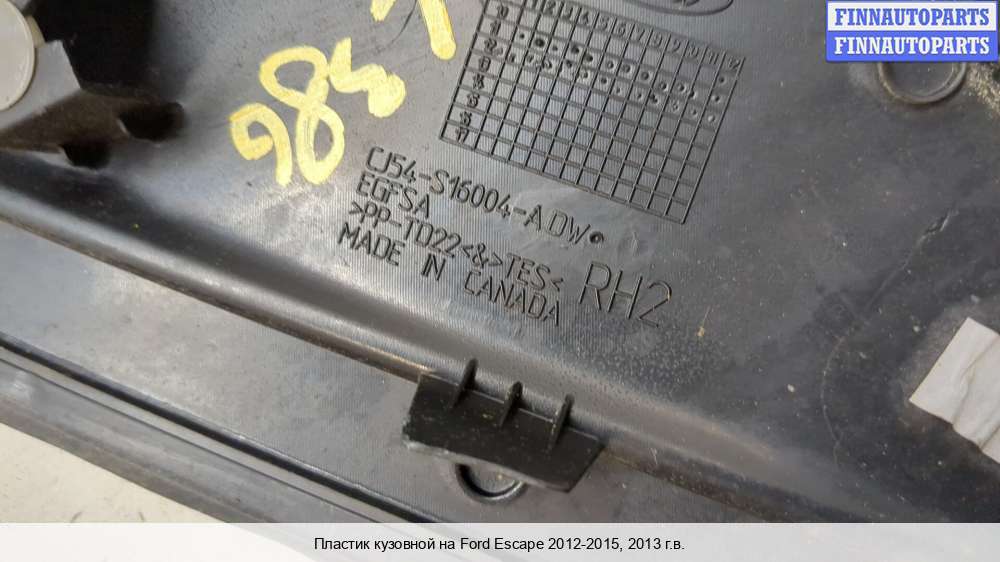 FINNAUTOPARTS
FINNAUTOPARTS
CJ54-S16004-ADW
EGFSA
>PP-TD22<&>TES<
MADE IN CANADA
RH2
Пластик кузовной на Ford Escape 2012-2015, 2013 г.в.